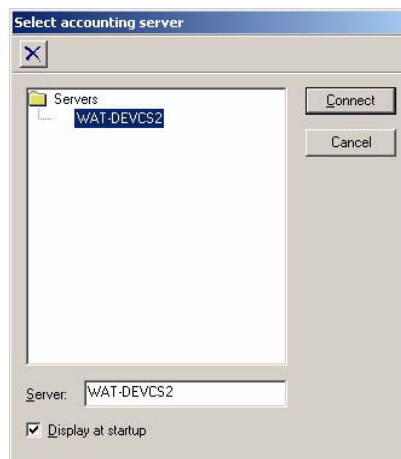 Select accounting server
Servers
WAT-DEVCS2
Connect
Cancel
Server: WAT-DEVCS2
Display at startup